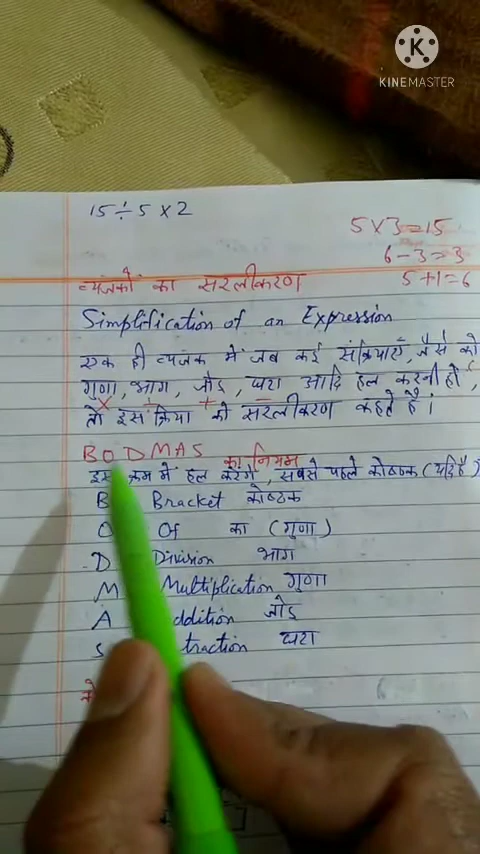 K
KINEMASTER
15 ÷ 5 × 2
5 × 3 = 15
6 - 3 = 3
5 + 1 = 6
व्यंजकों का सरलीकरण
Simplification of an Expression
एक ही व्यंजक में जब कई संक्रियाएँ, जैसे को
गुणा, भाग, जोड़, घटा आदि हल करनी हों,
× ÷ + -
तो इस क्रिया को सरलीकरण कहते है।
BODMAS का नियम
इस क्रम में हल करेंगे, सबसे पहले कोष्ठक (यदि है)
B Bracket कोष्ठक
O Of का (गुणा)
D Division भाग
M Multiplication गुणा
A ddition जोड़
S traction घटा